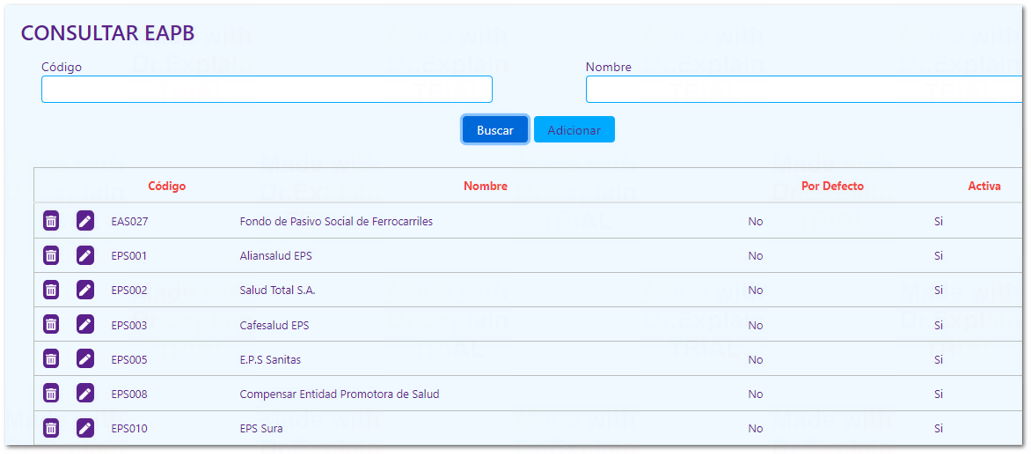 CONSULTAR EAPB
Código Nombre
Buscar Adicionar
Código Nombre Por Defecto Activa
EAS027 Fondo de Pasivo Social de Ferrocarriles No Si
EPS001 Aliansalud EPS No Si
EPS002 Salud Total S.A. No Si
EPS003 Cafesalud EPS No Si
EPS005 E.P.S Sanitas No Si
EPS008 Compensar Entidad Promotora de Salud No Si
EPS010 EPS Sura No Si